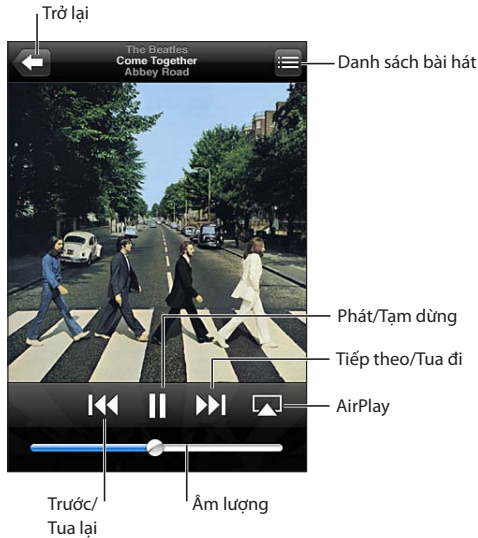 Trở lại
The Beatles
Come Together
Abbey Road
Danh sách bài hát
Phát/Tạm dừng
Tiếp theo/Tua đi
AirPlay
Trước/
Tua lại
Âm lượng